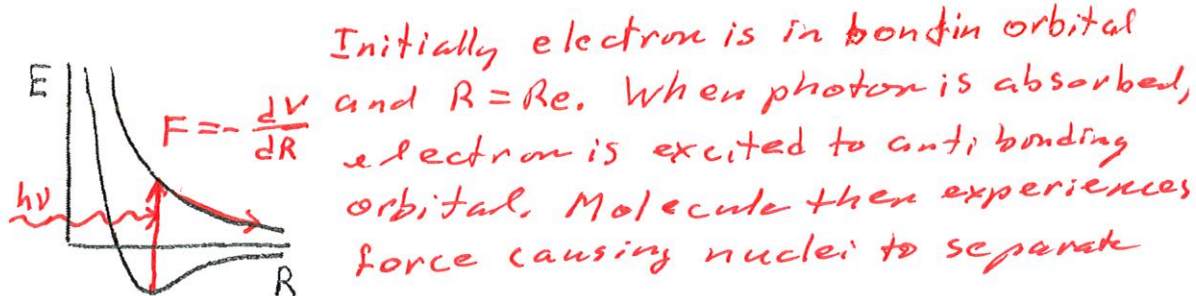 Initially electron is in bondin orbital
and R = Re. When photon is absorbed,
electron is excited to antibonding
orbital. Molecule then experiences
force causing nuclei to separate
E
F = - dV/dR
hν
R